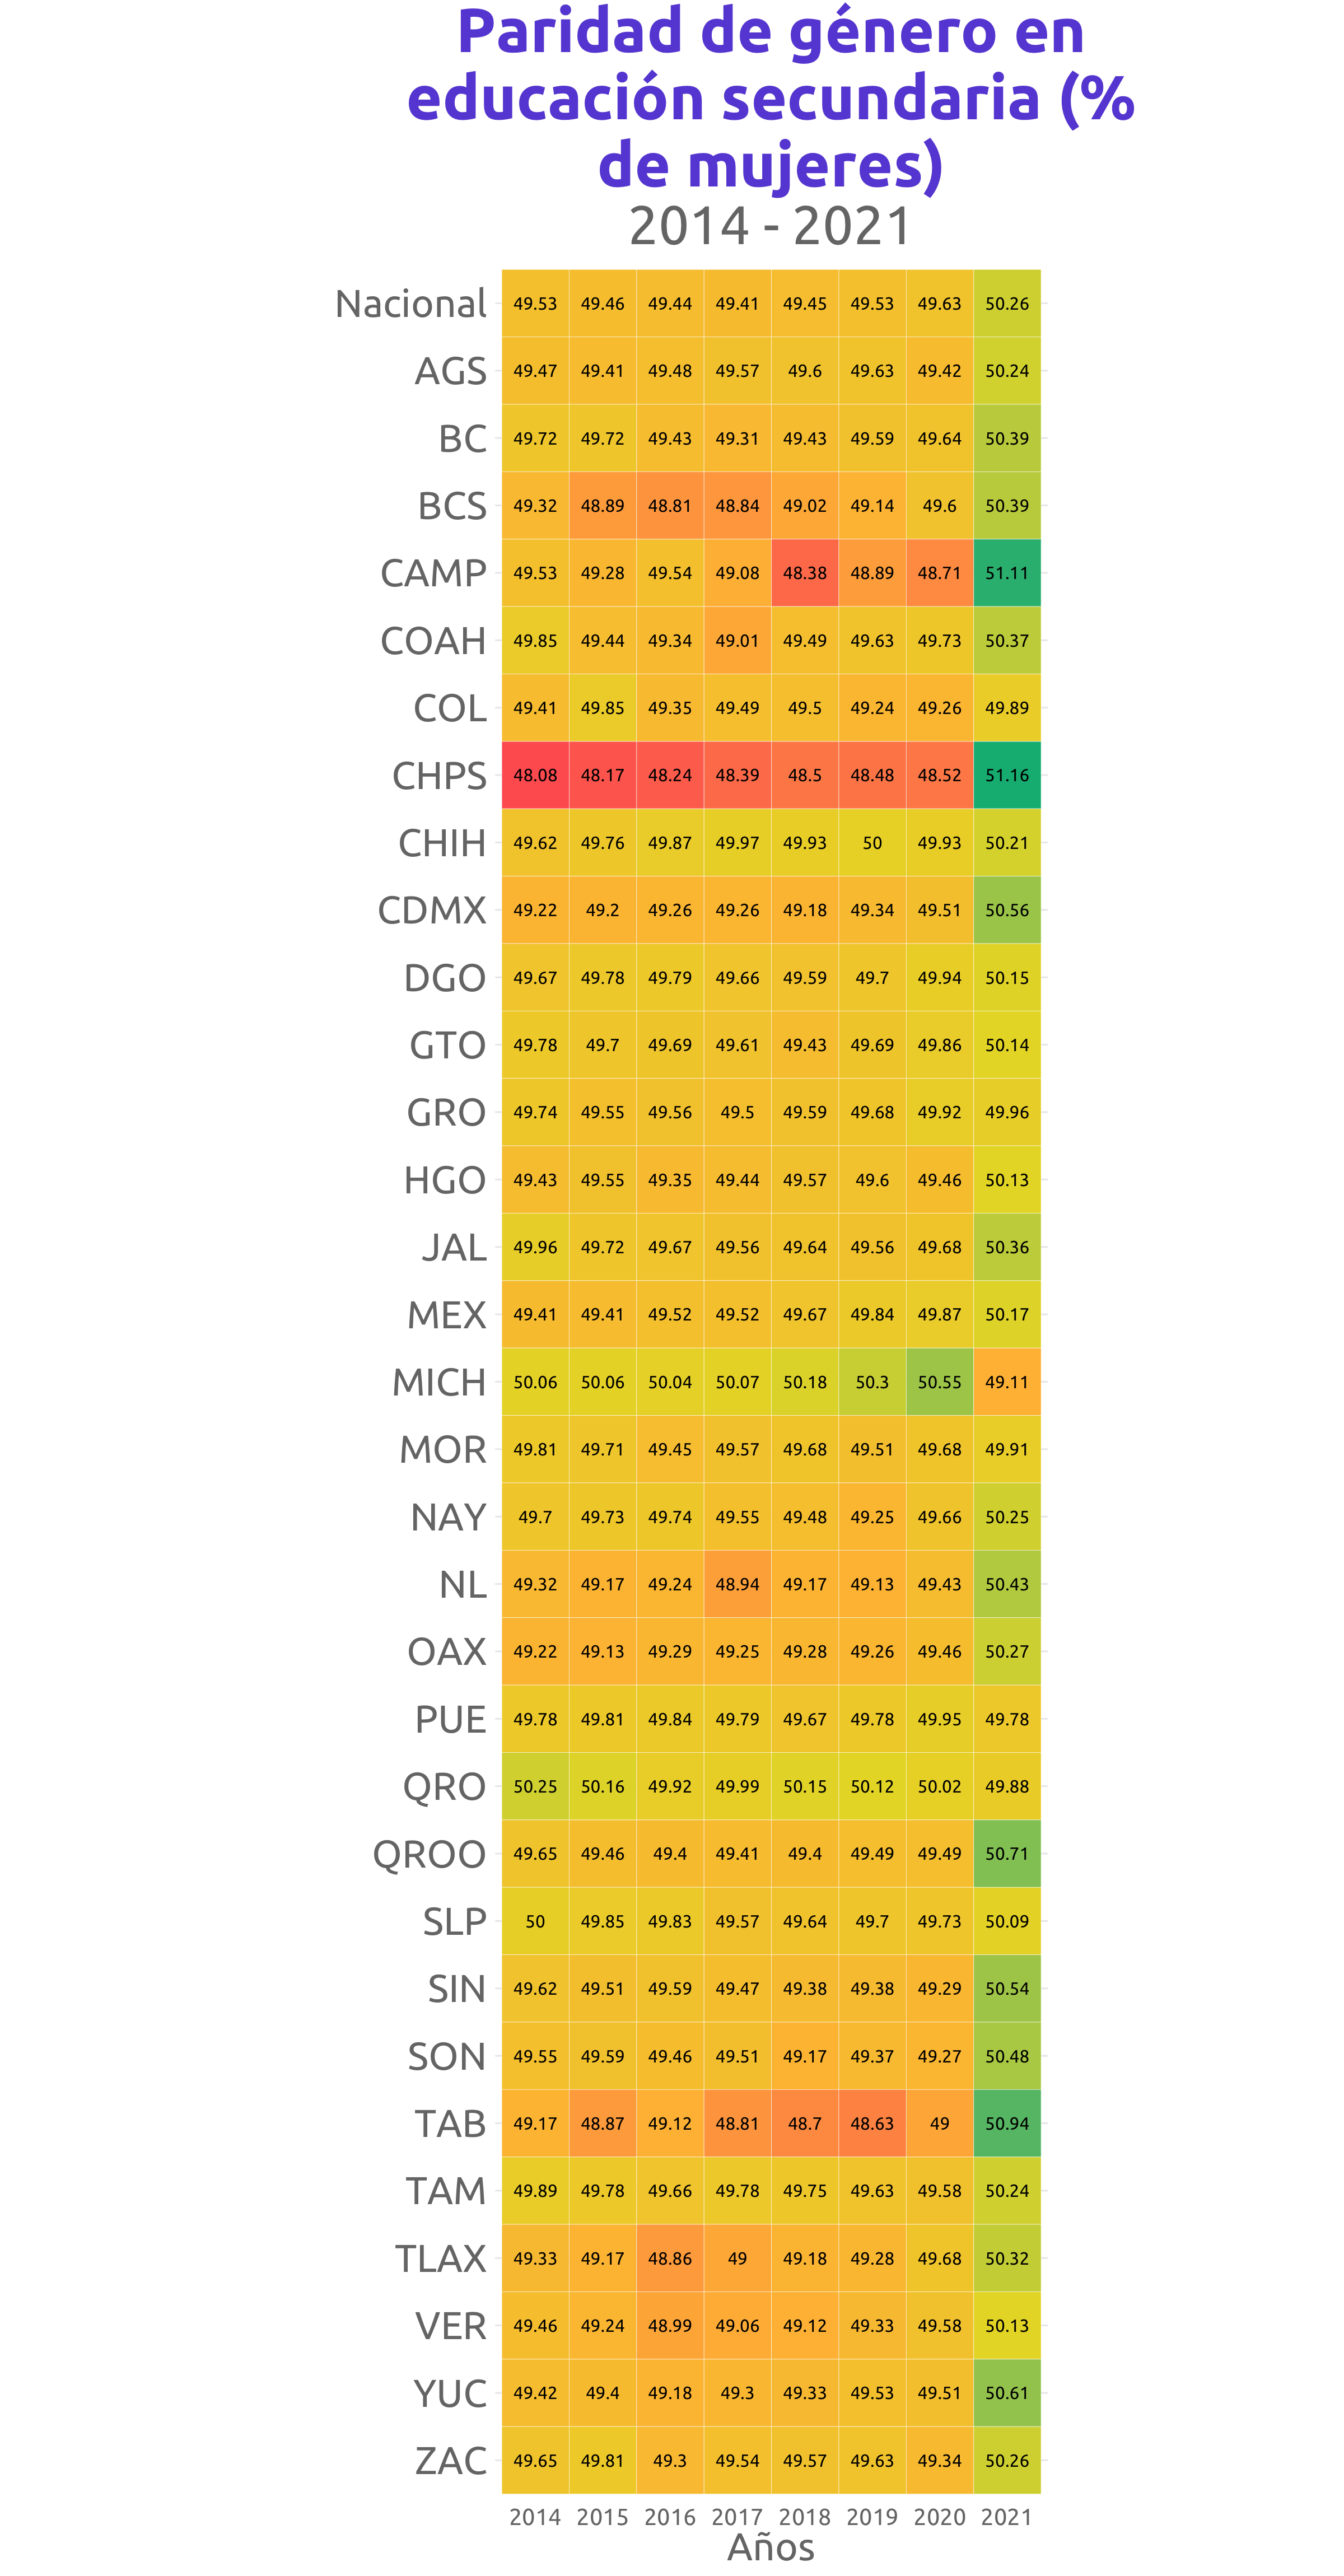 Paridad de género en
educación secundaria (%
de mujeres)
2014 - 2021
Nacional 49.53 49.46 49.44 49.41 49.45 49.53 49.63 50.26
AGS 49.47 49.41 49.48 49.57 49.6 49.63 49.42 50.24
BC 49.72 49.72 49.43 49.31 49.43 49.59 49.64 50.39
BCS 49.32 48.89 48.81 48.84 49.02 49.14 49.6 50.39
CAMP 49.53 49.28 49.54 49.08 48.38 48.89 48.71 51.11
COAH 49.85 49.44 49.34 49.01 49.49 49.63 49.73 50.37
COL 49.41 49.85 49.35 49.49 49.5 49.24 49.26 49.89
CHPS 48.08 48.17 48.24 48.39 48.5 48.48 48.52 51.16
CHIH 49.62 49.76 49.87 49.97 49.93 50 49.93 50.21
CDMX 49.22 49.2 49.26 49.26 49.18 49.34 49.51 50.56
DGO 49.67 49.78 49.79 49.66 49.59 49.7 49.94 50.15
GTO 49.78 49.7 49.69 49.61 49.43 49.69 49.86 50.14
GRO 49.74 49.55 49.56 49.5 49.59 49.68 49.92 49.96
HGO 49.43 49.55 49.35 49.44 49.57 49.6 49.46 50.13
JAL 49.96 49.72 49.67 49.56 49.64 49.56 49.68 50.36
MEX 49.41 49.41 49.52 49.52 49.67 49.84 49.87 50.17
MICH 50.06 50.06 50.04 50.07 50.18 50.3 50.55 49.11
MOR 49.81 49.71 49.45 49.57 49.68 49.51 49.68 49.91
NAY 49.7 49.73 49.74 49.55 49.48 49.25 49.66 50.25
NL 49.32 49.17 49.24 48.94 49.17 49.13 49.43 50.43
OAX 49.22 49.13 49.29 49.25 49.28 49.26 49.46 50.27
PUE 49.78 49.81 49.84 49.79 49.67 49.78 49.95 49.78
QRO 50.25 50.16 49.92 49.99 50.15 50.12 50.02 49.88
QROO 49.65 49.46 49.4 49.41 49.4 49.49 49.49 50.71
SLP 50 49.85 49.83 49.57 49.64 49.7 49.73 50.09
SIN 49.62 49.51 49.59 49.47 49.38 49.38 49.29 50.54
SON 49.55 49.59 49.46 49.51 49.17 49.37 49.27 50.48
TAB 49.17 48.87 49.12 48.81 48.7 48.63 49 50.94
TAM 49.89 49.78 49.66 49.78 49.75 49.63 49.58 50.24
TLAX 49.33 49.17 48.86 49 49.18 49.28 49.68 50.32
VER 49.46 49.24 48.99 49.06 49.12 49.33 49.58 50.13
YUC 49.42 49.4 49.18 49.3 49.33 49.53 49.51 50.61
ZAC 49.65 49.81 49.3 49.54 49.57 49.63 49.34 50.26
2014 2015 2016 2017 2018 2019 2020 2021
Años